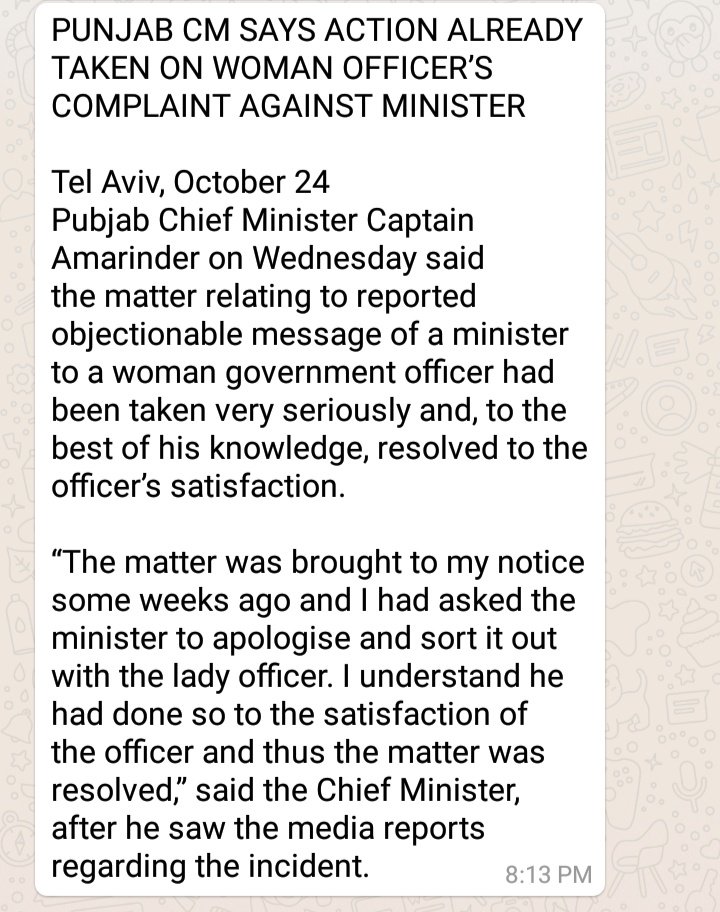 PUNJAB CM SAYS ACTION ALREADY
TAKEN ON WOMAN OFFICER’S
COMPLAINT AGAINST MINISTER
Tel Aviv, October 24
Pubjab Chief Minister Captain
Amarinder on Wednesday said
the matter relating to reported
objectionable message of a minister
to a woman government officer had
been taken very seriously and, to the
best of his knowledge, resolved to the
officer’s satisfaction.
“The matter was brought to my notice
some weeks ago and I had asked the
minister to apologise and sort it out
with the lady officer. I understand he
had done so to the satisfaction of
the officer and thus the matter was
resolved,” said the Chief Minister,
after he saw the media reports
regarding the incident.
8:13 PM